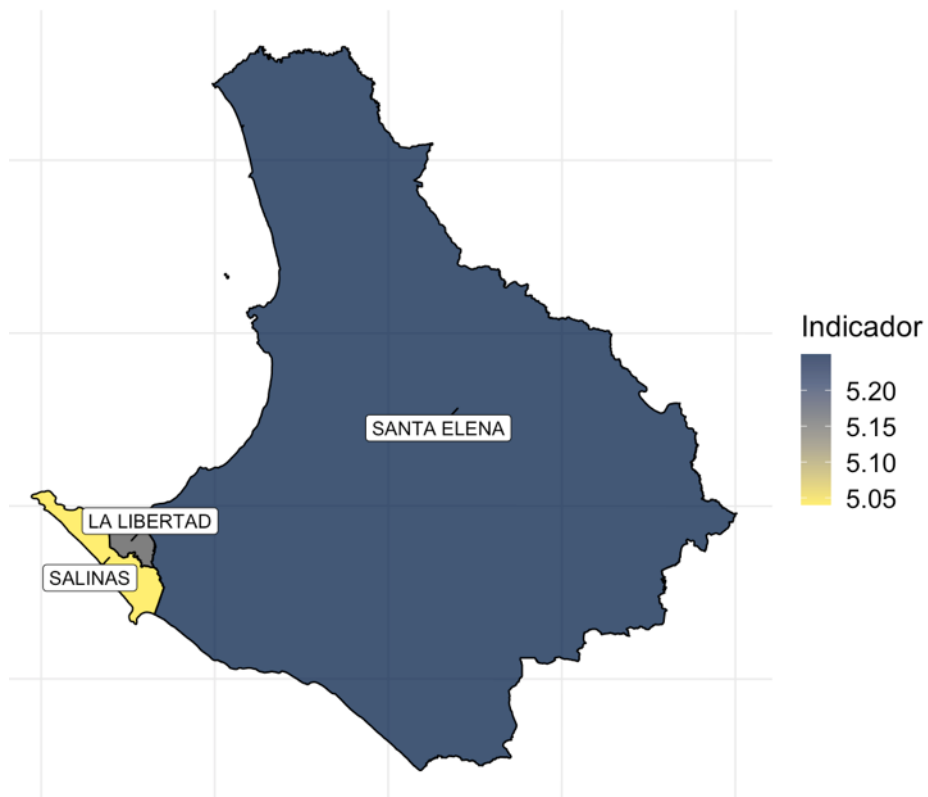 SANTA ELENA
LA LIBERTAD
SALINAS
Indicador
5.20
5.15
5.10
5.05